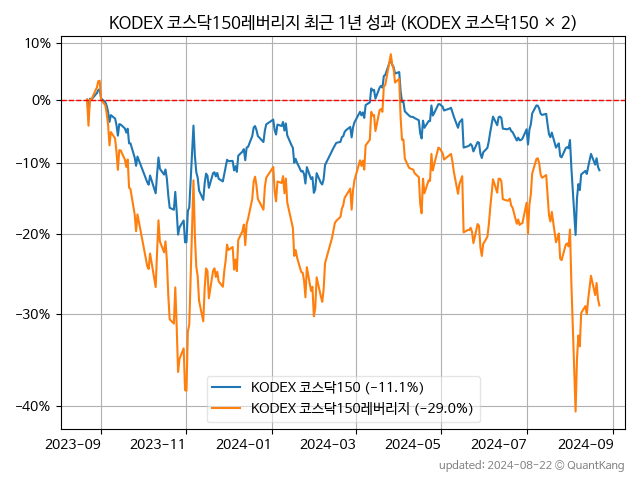 KODEX 코스닥150레버리지 최근 1년 성과 (KODEX 코스닥150 × 2)
10%
0%
−10%
−20%
−30%
−40%
KODEX 코스닥150 (−11.1%)
KODEX 코스닥150레버리지 (−29.0%)
2023-09 2023-11 2024-01 2024-03 2024-05 2024-07 2024-09
updated: 2024-08-22 © QuantKang